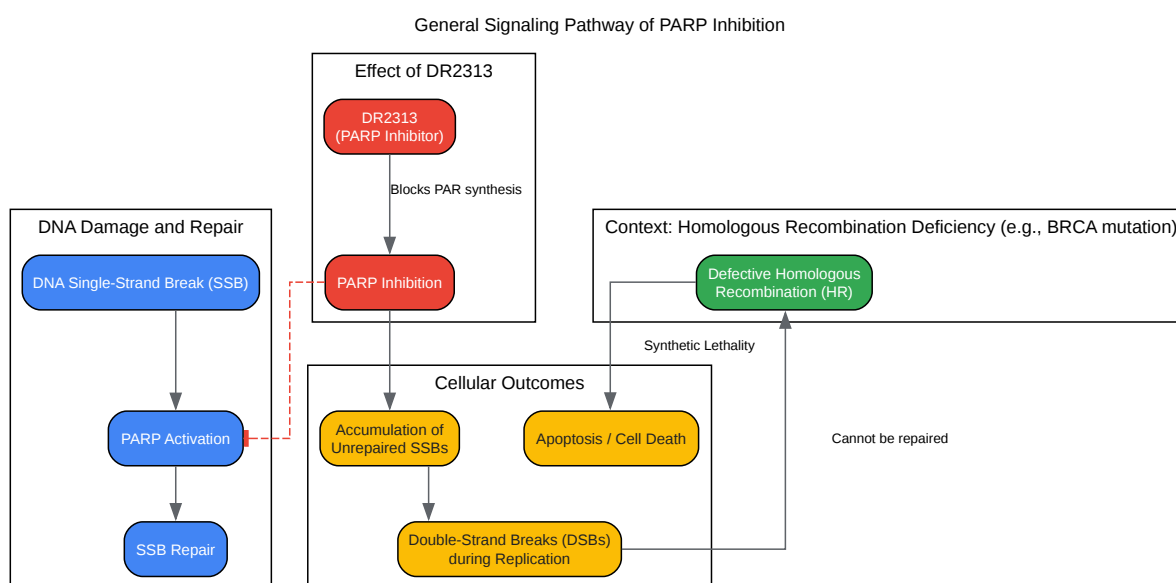 General Signaling Pathway of PARP Inhibition
Effect of DR2313
DR2313
(PARP Inhibitor)
Blocks PAR synthesis
PARP Inhibition
DNA Damage and Repair
DNA Single-Strand Break (SSB)
PARP Activation
SSB Repair
Context: Homologous Recombination Deficiency (e.g., BRCA mutation)
Defective Homologous
Recombination (HR)
Synthetic Lethality
Cannot be repaired
Cellular Outcomes
Accumulation of
Unrepaired SSBs
Apoptosis / Cell Death
Double-Strand Breaks (DSBs)
during Replication